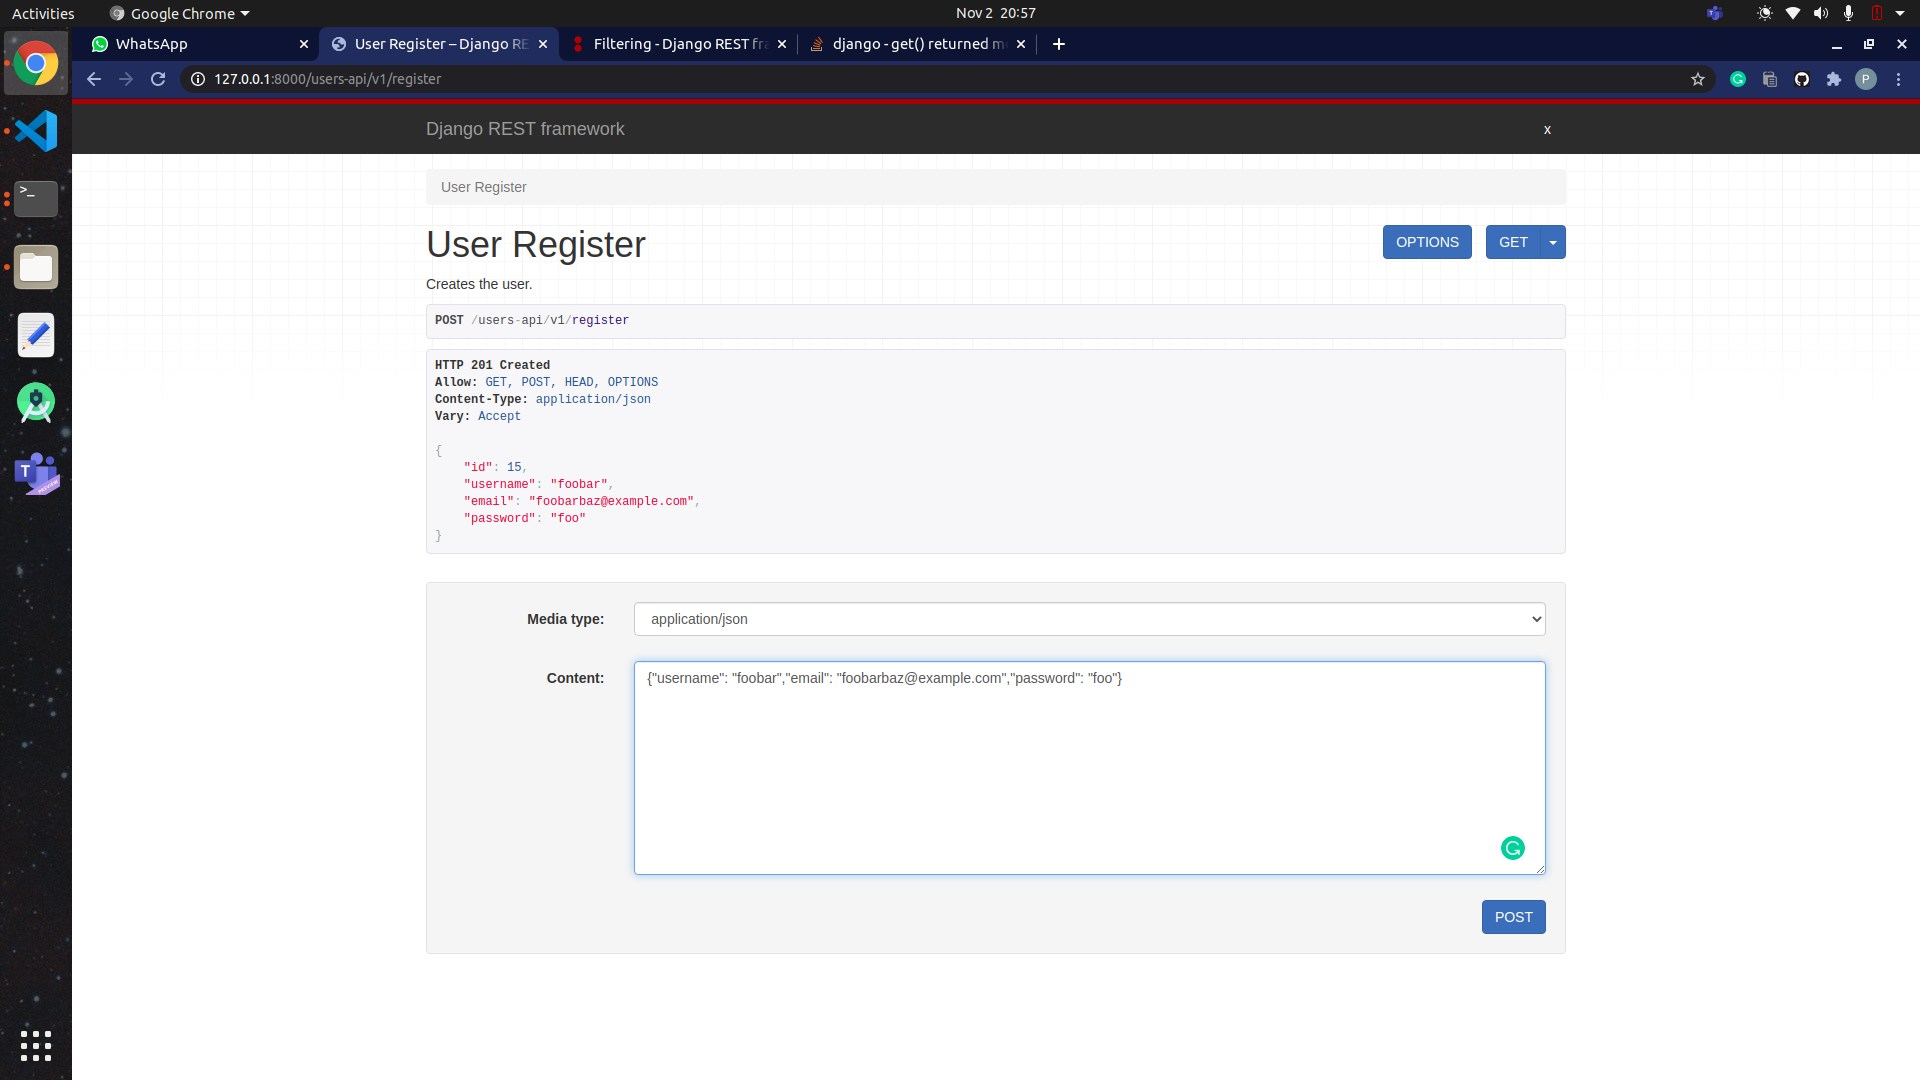 Activities
Google Chrome
Nov 2 20:57
WhatsApp
User Register – Django RE
Filtering - Django REST fra
django - get() returned mo
127.0.0.1:8000/users-api/v1/register
P
Django REST framework
x
User Register
User Register
OPTIONS
GET
Creates the user.
POST /users-api/v1/register
HTTP 201 Created
Allow: GET, POST, HEAD, OPTIONS
Content-Type: application/json
Vary: Accept
{
    "id": 15,
    "username": "foobar",
    "email": "foobarbaz@example.com",
    "password": "foo"
}
Media type:
application/json
Content:
{"username": "foobar","email": "foobarbaz@example.com","password": "foo"}
POST